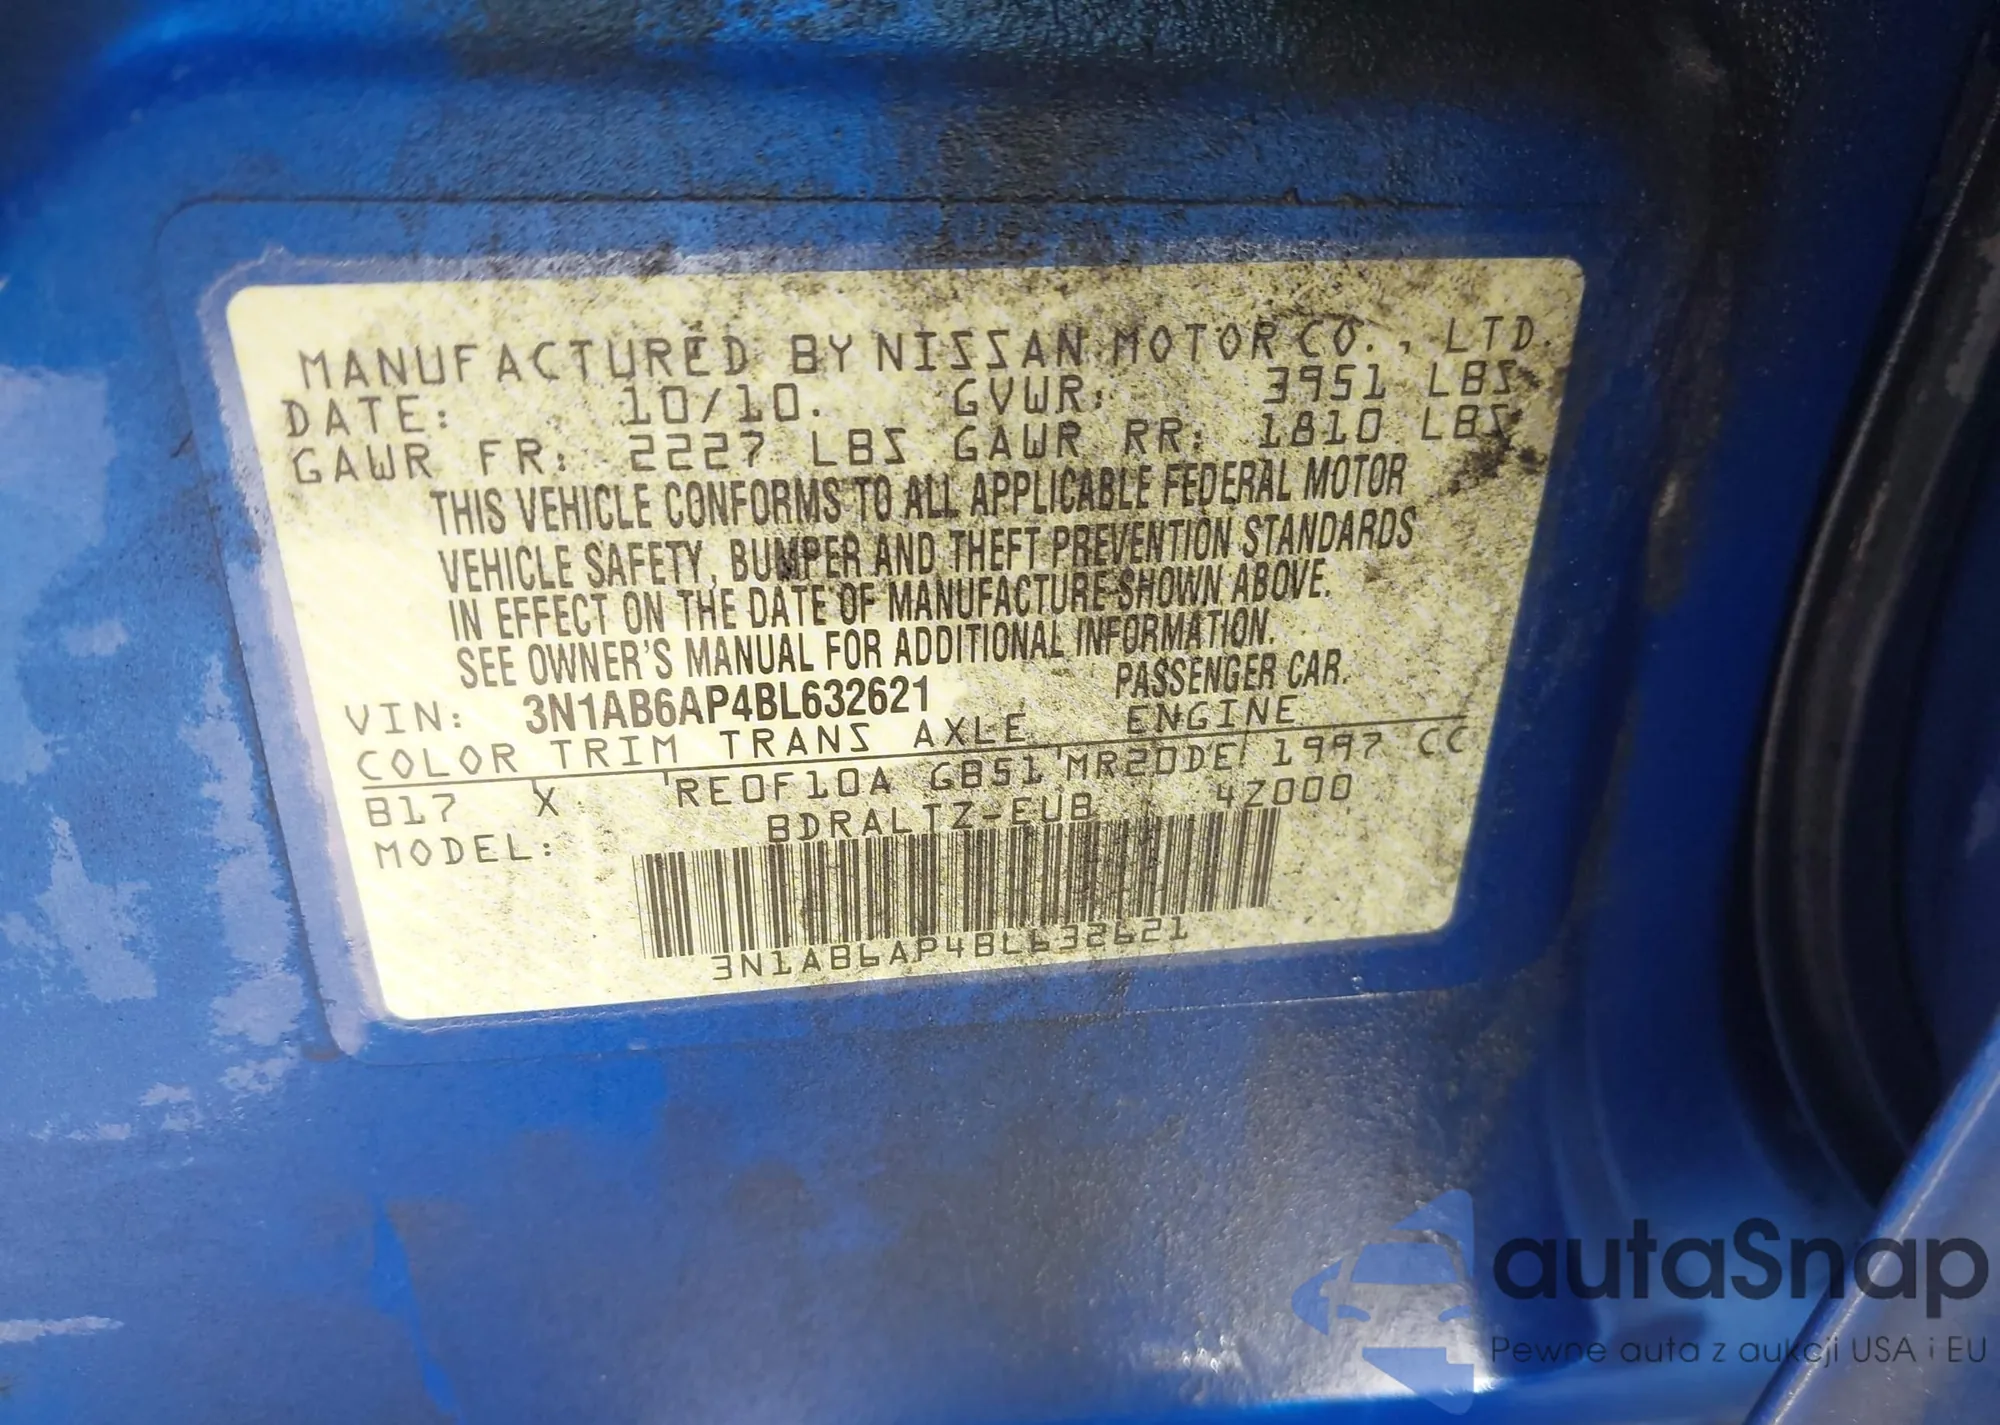 MANUFACTURED BY NISSAN MOTOR CO., LTD.
DATE: 10/10. GVWR: 3951 LBS
GAWR FR: 2227 LBS GAWR RR: 1810 LBS
THIS VEHICLE CONFORMS TO ALL APPLICABLE FEDERAL MOTOR
VEHICLE SAFETY, BUMPER AND THEFT PREVENTION STANDARDS
IN EFFECT ON THE DATE OF MANUFACTURE SHOWN ABOVE.
SEE OWNER'S MANUAL FOR ADDITIONAL INFORMATION.
VIN: 3N1AB6AP4BL632621 PASSENGER CAR.
COLOR TRIM TRANS AXLE ENGINE
B17 X RE0F10A GB51 MR20DE 1997 CC
MODEL: BDRALTZ-EUB 4Z000
3N1AB6AP4BL632621
autaSnap
Pewne auta z aukcji USA i EU